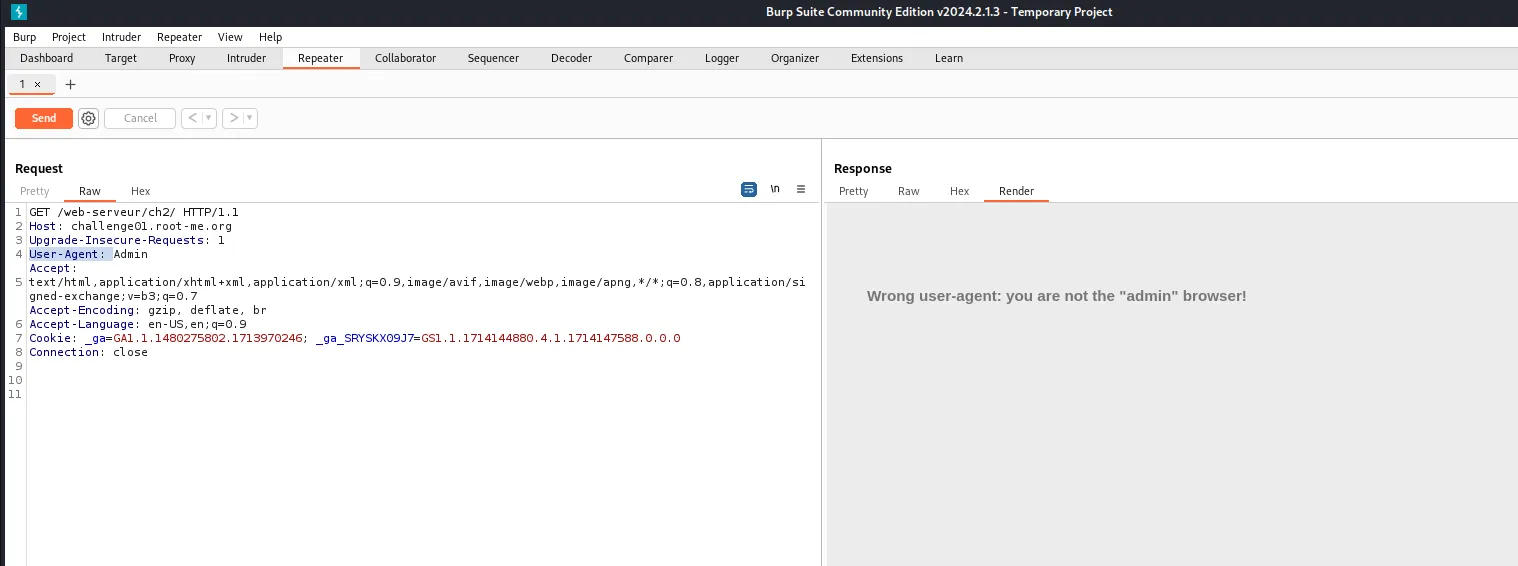 Burp Suite Community Edition v2024.2.1.3 - Temporary Project
Burp Project Intruder Repeater View Help
Dashboard Target Proxy Intruder Repeater Collaborator Sequencer Decoder Comparer Logger Organizer Extensions Learn
1 × +
Send Cancel < >
Request
Pretty Raw Hex \n
1 GET /web-serveur/ch2/ HTTP/1.1
2 Host: challenge01.root-me.org
3 Upgrade-Insecure-Requests: 1
4 User-Agent: Admin
Accept:
5 text/html,application/xhtml+xml,application/xml;q=0.9,image/avif,image/webp,image/apng,*/*;q=0.8,application/si
gned-exchange;v=b3;q=0.7
Accept-Encoding: gzip, deflate, br
6 Accept-Language: en-US,en;q=0.9
7 Cookie: _ga=GA1.1.1480275802.1713970246; _ga_SRYSKX09J7=GS1.1.1714144880.4.1.1714147588.0.0.0
8 Connection: close
9
10
11
Response
Pretty Raw Hex Render
Wrong user-agent: you are not the "admin" browser!